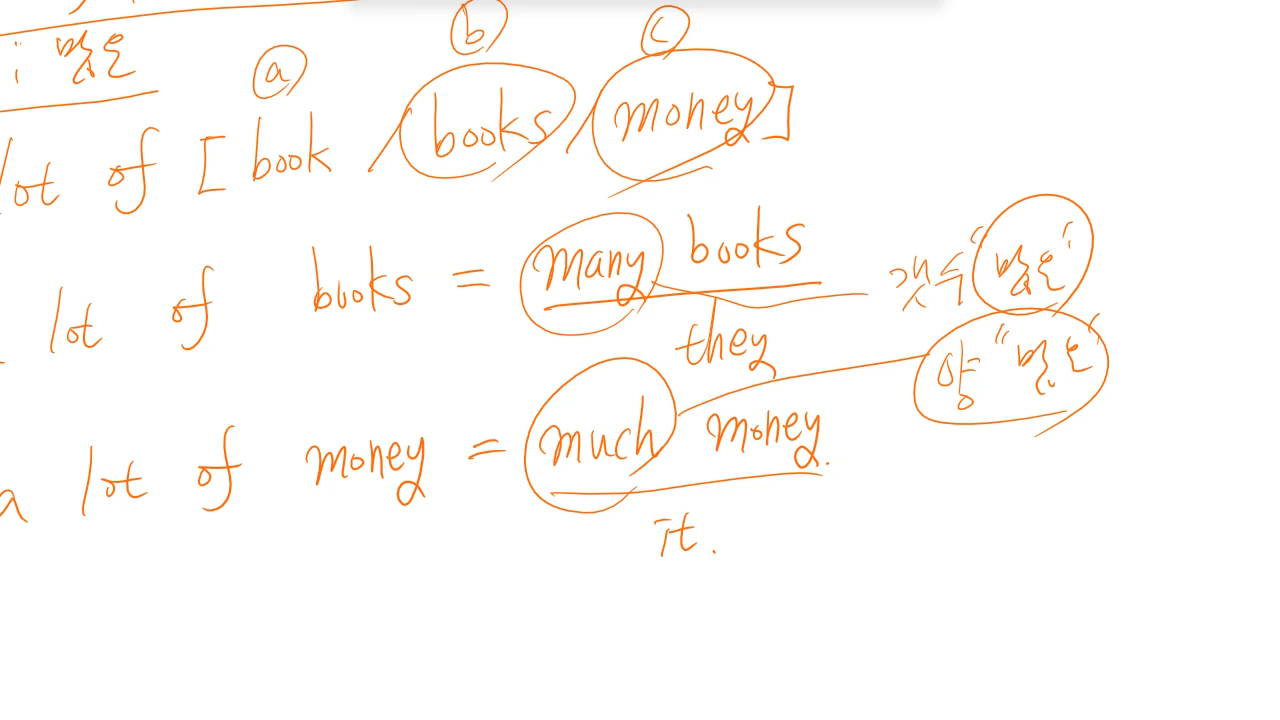 : 많은
ⓐ ⓑ ⓒ
lot of [ book / books / money ]
lot of books = many books 갯수 "많은"
they
a lot of money = much money. 양 "많은"
it.